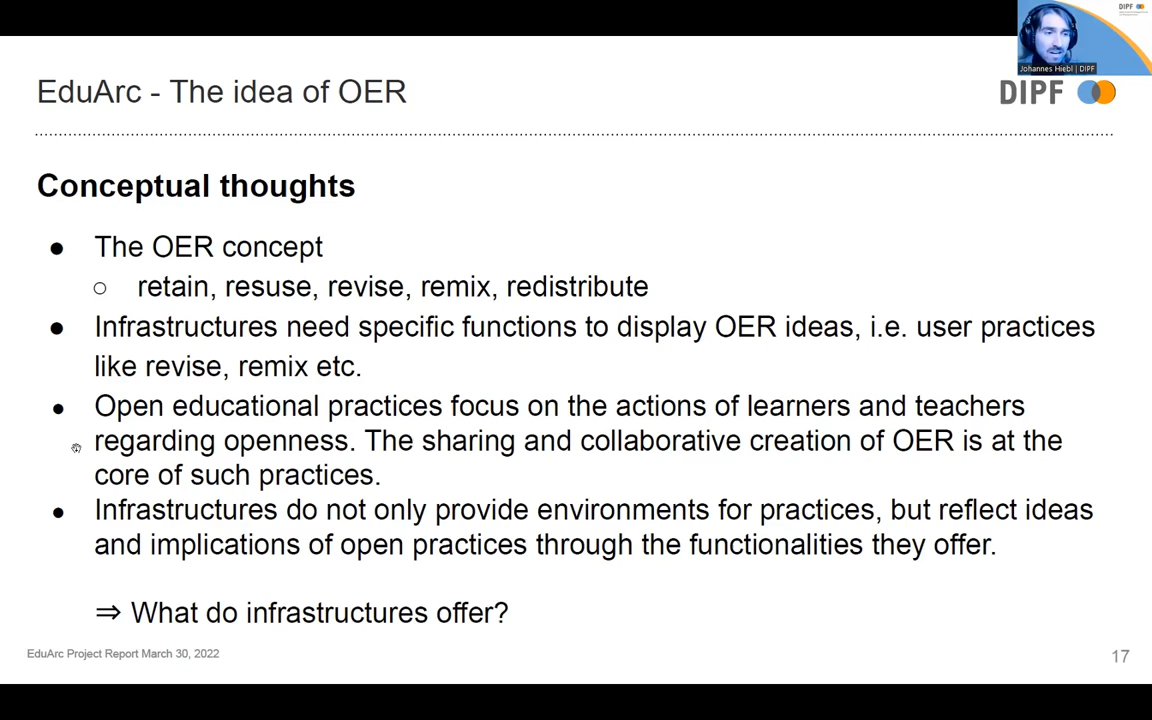 DIPF
Johannes Hiebl | DIPF
EduArc - The idea of OER
DIPF
Conceptual thoughts
● The OER concept
○ retain, resuse, revise, remix, redistribute
● Infrastructures need specific functions to display OER ideas, i.e. user practices
like revise, remix etc.
● Open educational practices focus on the actions of learners and teachers
regarding openness. The sharing and collaborative creation of OER is at the
core of such practices.
● Infrastructures do not only provide environments for practices, but reflect ideas
and implications of open practices through the functionalities they offer.
⇒ What do infrastructures offer?
EduArc Project Report March 30, 2022
17